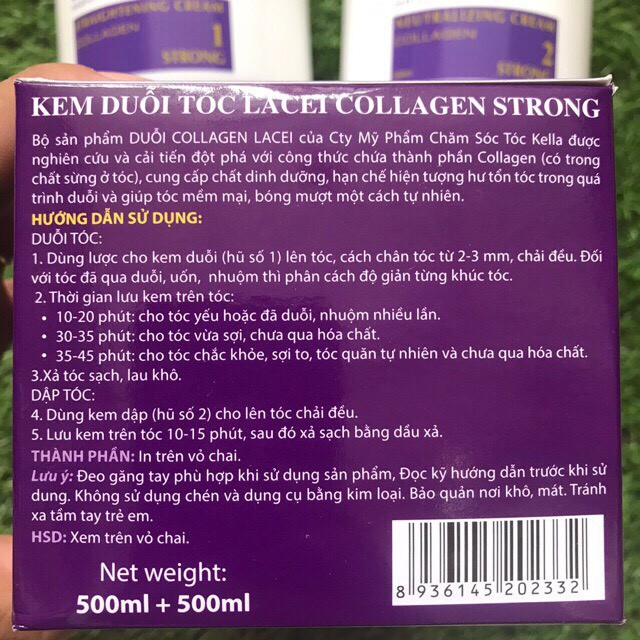 STRAIGHTENING CREAM
COLLAGEN
1
STRONG
NEUTRALIZING CREAM
COLLAGEN
2
STRONG
KEM DUỖI TÓC LACEI COLLAGEN STRONG
Bộ sản phẩm DUỖI COLLAGEN LACEI của Cty Mỹ Phẩm Chăm Sóc Tóc Kella được
nghiên cứu và cải tiến đột phá với công thức chứa thành phần Collagen (có trong
chất sừng ở tóc), cung cấp chất dinh dưỡng, hạn chế hiện tượng hư tổn tóc trong quá
trình duỗi và giúp tóc mềm mại, bóng mượt một cách tự nhiên.
HƯỚNG DẪN SỬ DỤNG:
DUỖI TÓC:
1. Dùng lược cho kem duỗi (hũ số 1) lên tóc, cách chân tóc từ 2-3 mm, chải đều. Đối
với tóc đã qua duỗi, uốn, nhuộm thì phân cách độ giản từng khúc tóc.
2. Thời gian lưu kem trên tóc:
• 10-20 phút: cho tóc yếu hoặc đã duỗi, nhuộm nhiều lần.
• 30-35 phút: cho tóc vừa sợi, chưa qua hóa chất.
• 35-45 phút: cho tóc chắc khỏe, sợi to, tóc quăn tự nhiên và chưa qua hóa chất.
3.Xả tóc sạch, lau khô.
DẬP TÓC:
4. Dùng kem dập (hũ số 2) cho lên tóc chải đều.
5. Lưu kem trên tóc 10-15 phút, sau đó xả sạch bằng dầu xả.
THÀNH PHẦN: In trên vỏ chai.
Lưu ý: Đeo găng tay phù hợp khi sử dụng sản phẩm, Đọc kỹ hướng dẫn trước khi sử
dung. Không sử dụng chén và dụng cụ bằng kim loại. Bảo quản nơi khô, mát. Tránh
xa tầm tay trẻ em.
HSD: Xem trên vỏ chai.
Net weight:
500ml + 500ml
8 936145 202332